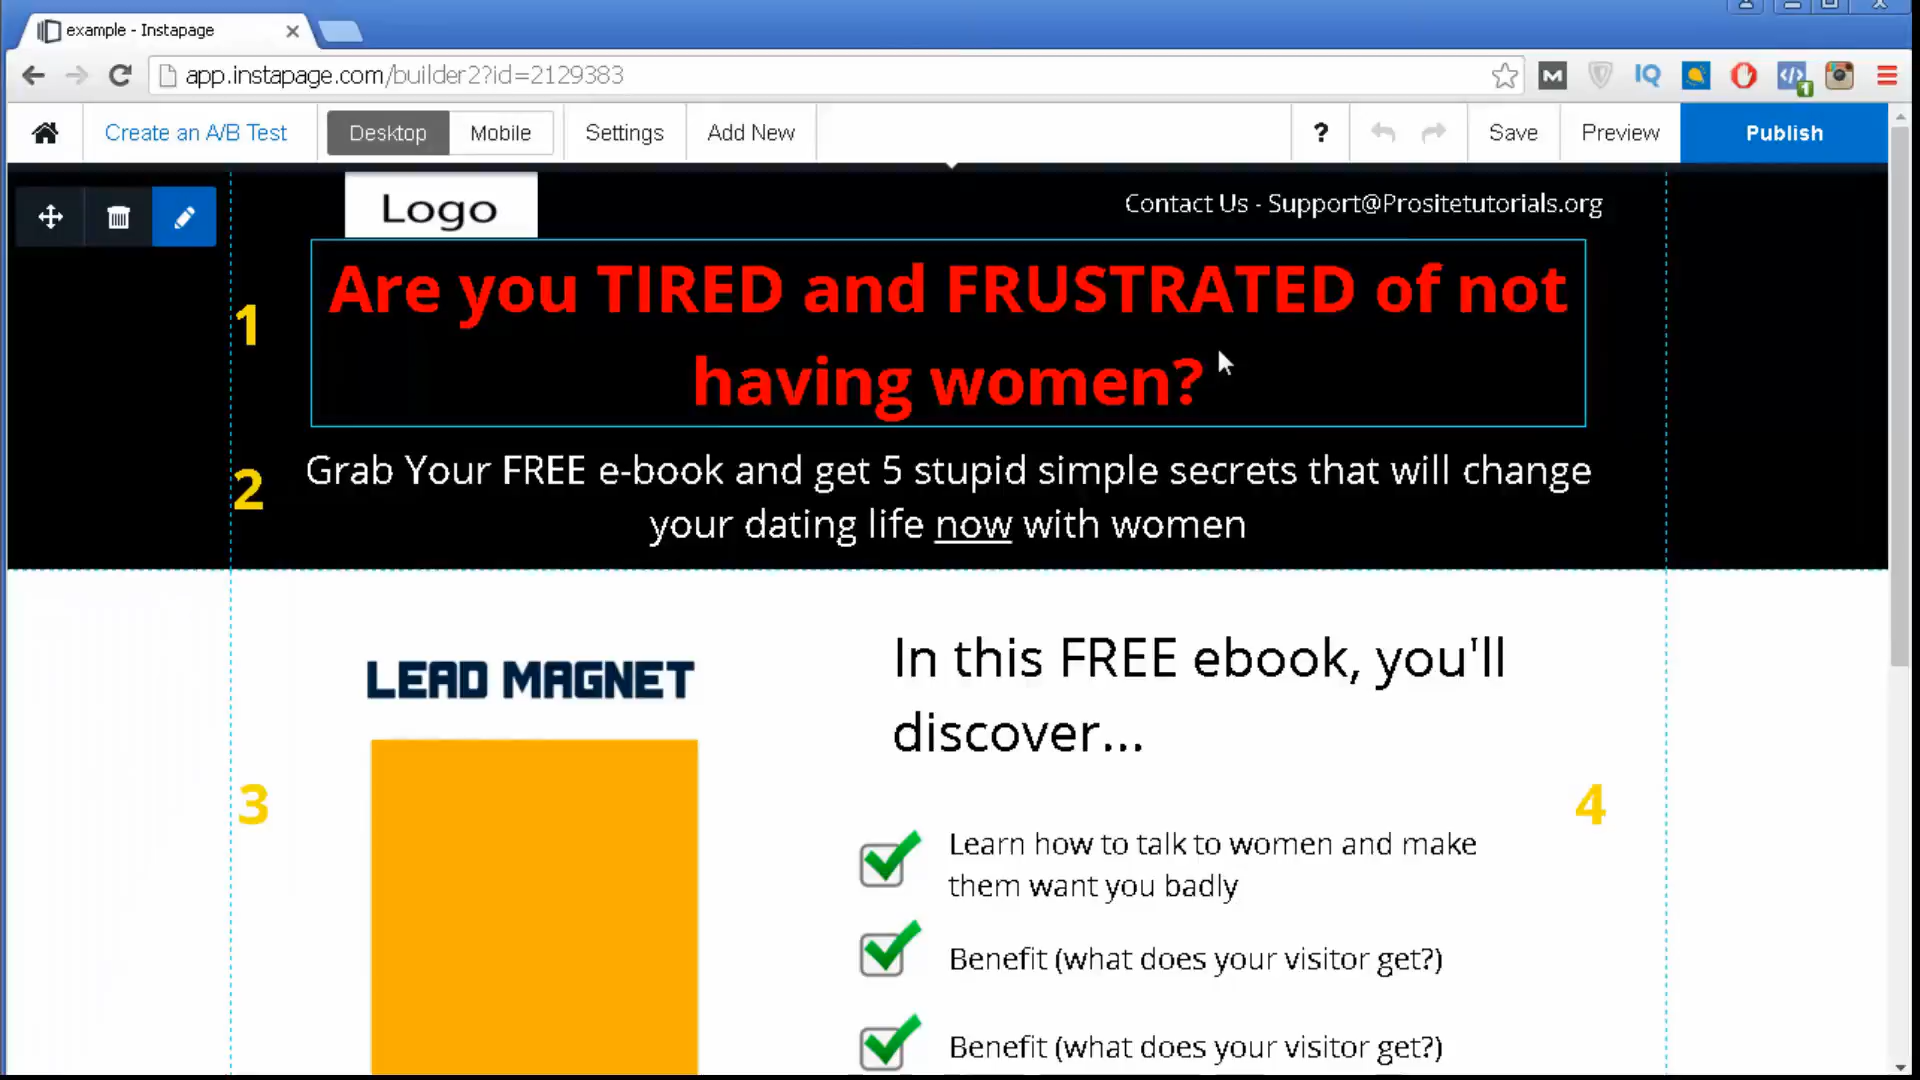 example - Instapage
app.instapage.com/builder2?id=2129383
IQ
1
Create an A/B Test
Desktop
Mobile
Settings
Add New
?
Save
Preview
Publish
Logo
Contact Us - Support@Prositetutorials.org
1
Are you TIRED and FRUSTRATED of not
having women?
2
Grab Your FREE e-book and get 5 stupid simple secrets that will change
your dating life now with women
LEAD MAGNET
In this FREE ebook, you'll
discover...
3
4
Learn how to talk to women and make
them want you badly
Benefit (what does your visitor get?)
Benefit (what does your visitor get?)